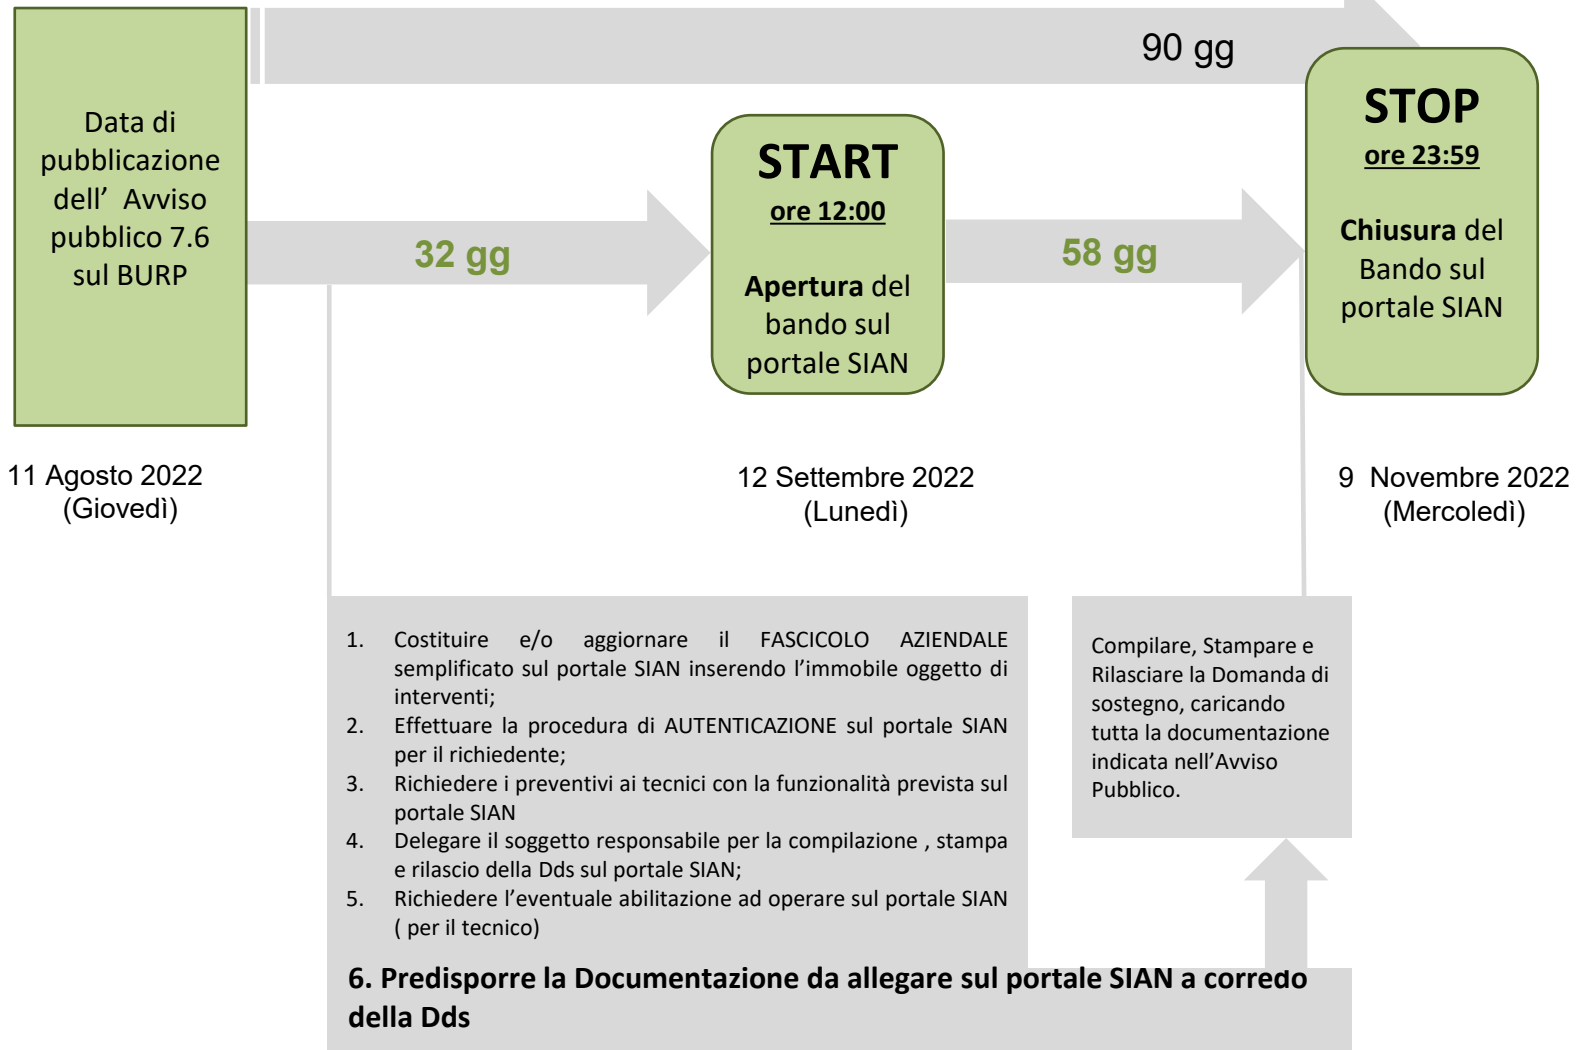 90 gg
Data di
pubblicazione
dell’ Avviso
pubblico 7.6
sul BURP
32 gg
START
ore 12:00
Apertura del
bando sul
portale SIAN
58 gg
STOP
ore 23:59
Chiusura del
Bando sul
portale SIAN
11 Agosto 2022
(Giovedì)
12 Settembre 2022
(Lunedì)
9 Novembre 2022
(Mercoledì)
1. Costituire e/o aggiornare il FASCICOLO AZIENDALE
semplificato sul portale SIAN inserendo l’immobile oggetto di
interventi;
2. Effettuare la procedura di AUTENTICAZIONE sul portale SIAN
per il richiedente;
3. Richiedere i preventivi ai tecnici con la funzionalità prevista sul
portale SIAN
4. Delegare il soggetto responsabile per la compilazione , stampa
e rilascio della Dds sul portale SIAN;
5. Richiedere l’eventuale abilitazione ad operare sul portale SIAN
( per il tecnico)
6. Predisporre la Documentazione da allegare sul portale SIAN a corredo
della Dds
Compilare, Stampare e
Rilasciare la Domanda di
sostegno, caricando
tutta la documentazione
indicata nell’Avviso
Pubblico.